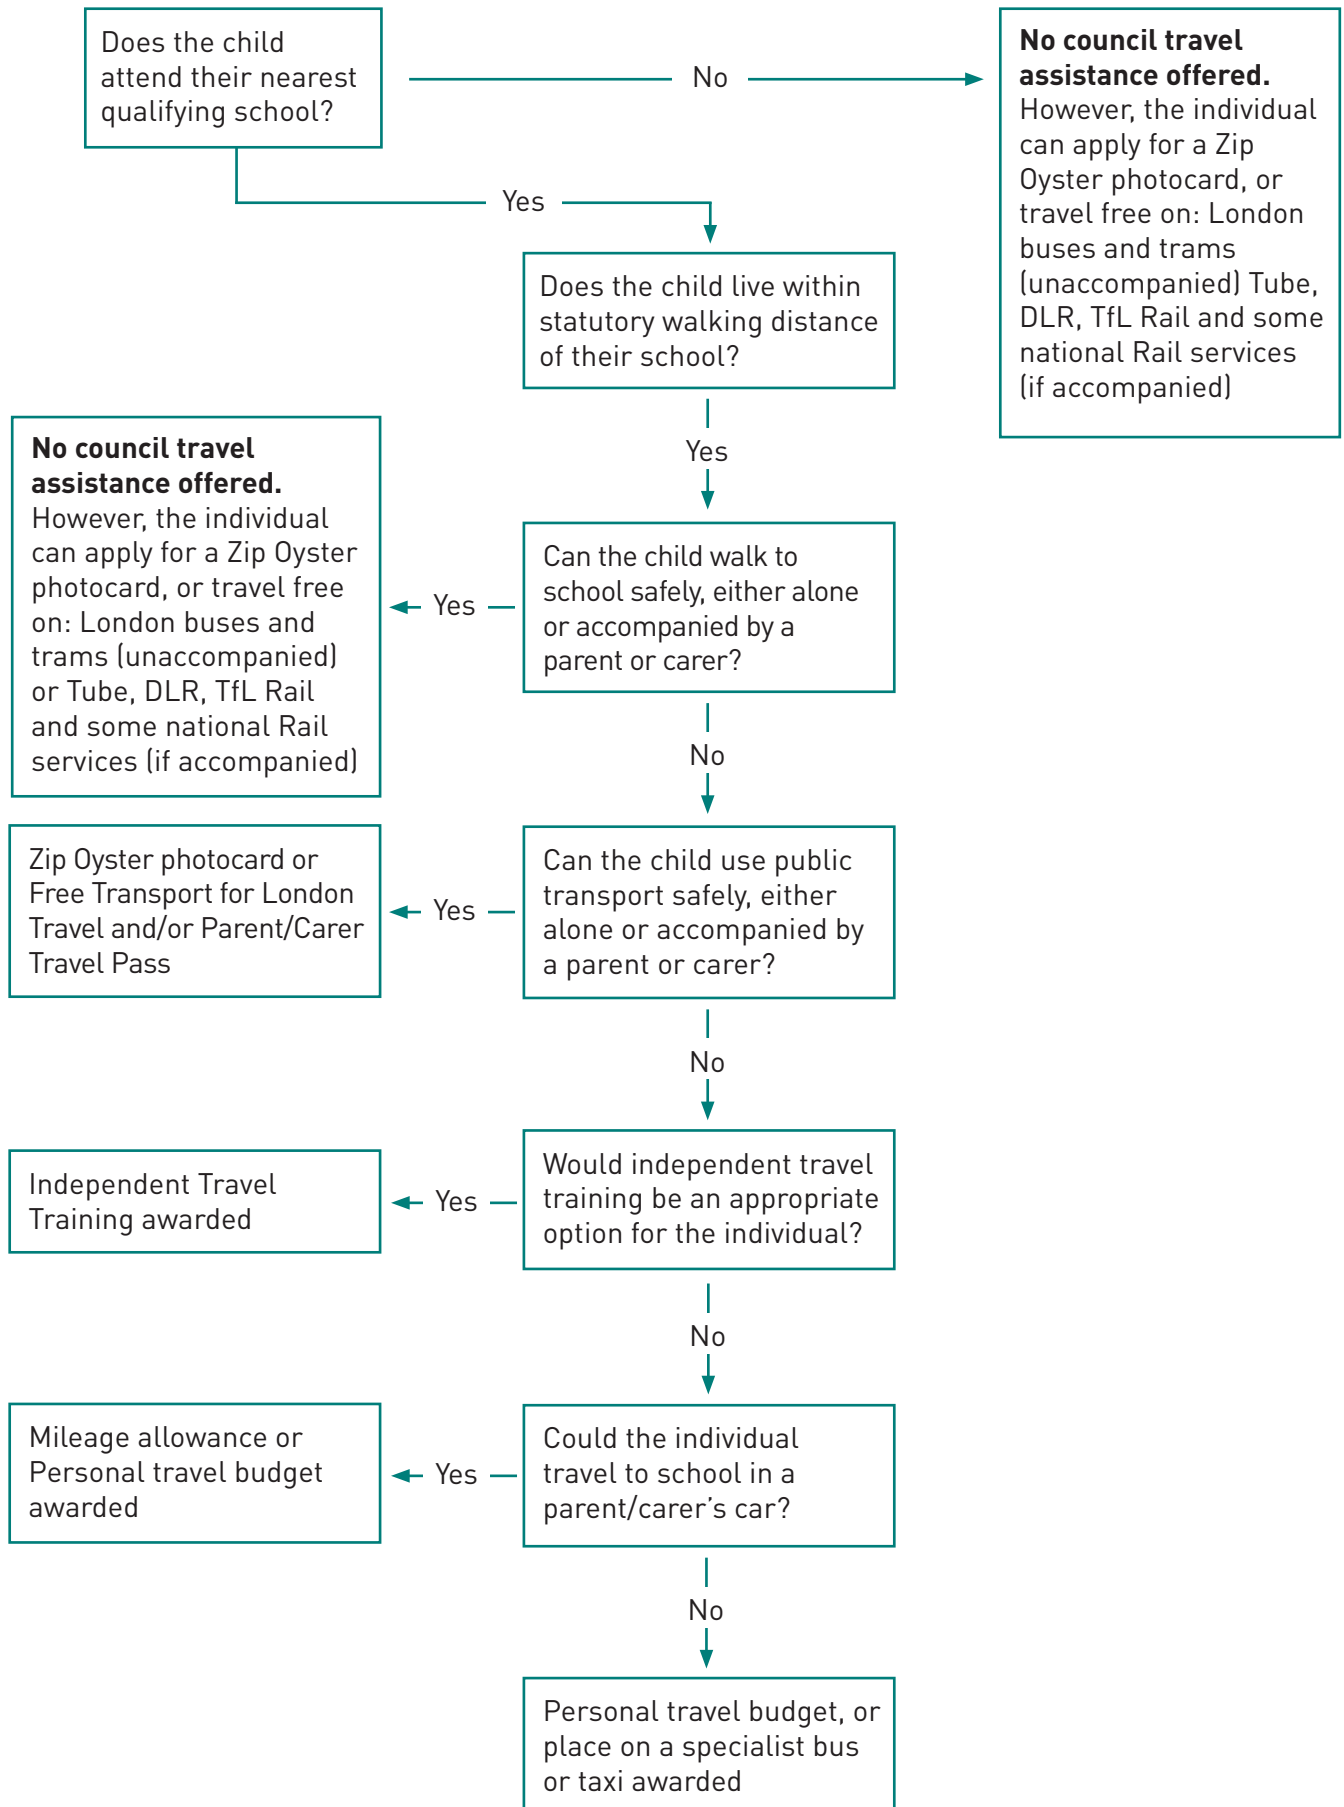 Does the child
attend their nearest
qualifying school?
No
No council travel
assistance offered.
However, the individual
can apply for a Zip
Oyster photocard, or
travel free on: London
buses and trams
(unaccompanied) Tube,
DLR, TfL Rail and some
national Rail services
(if accompanied)
Yes
Does the child live within
statutory walking distance
of their school?
Yes
Can the child walk to
school safely, either alone
or accompanied by a
parent or carer?
Yes
No council travel
assistance offered.
However, the individual
can apply for a Zip Oyster
photocard, or travel free
on: London buses and
trams (unaccompanied)
or Tube, DLR, TfL Rail
and some national Rail
services (if accompanied)
No
Can the child use public
transport safely, either
alone or accompanied by
a parent or carer?
Yes
Zip Oyster photocard or
Free Transport for London
Travel and/or Parent/Carer
Travel Pass
No
Would independent travel
training be an appropriate
option for the individual?
Yes
Independent Travel
Training awarded
No
Could the individual
travel to school in a
parent/carer's car?
Yes
Mileage allowance or
Personal travel budget
awarded
No
Personal travel budget, or
place on a specialist bus
or taxi awarded